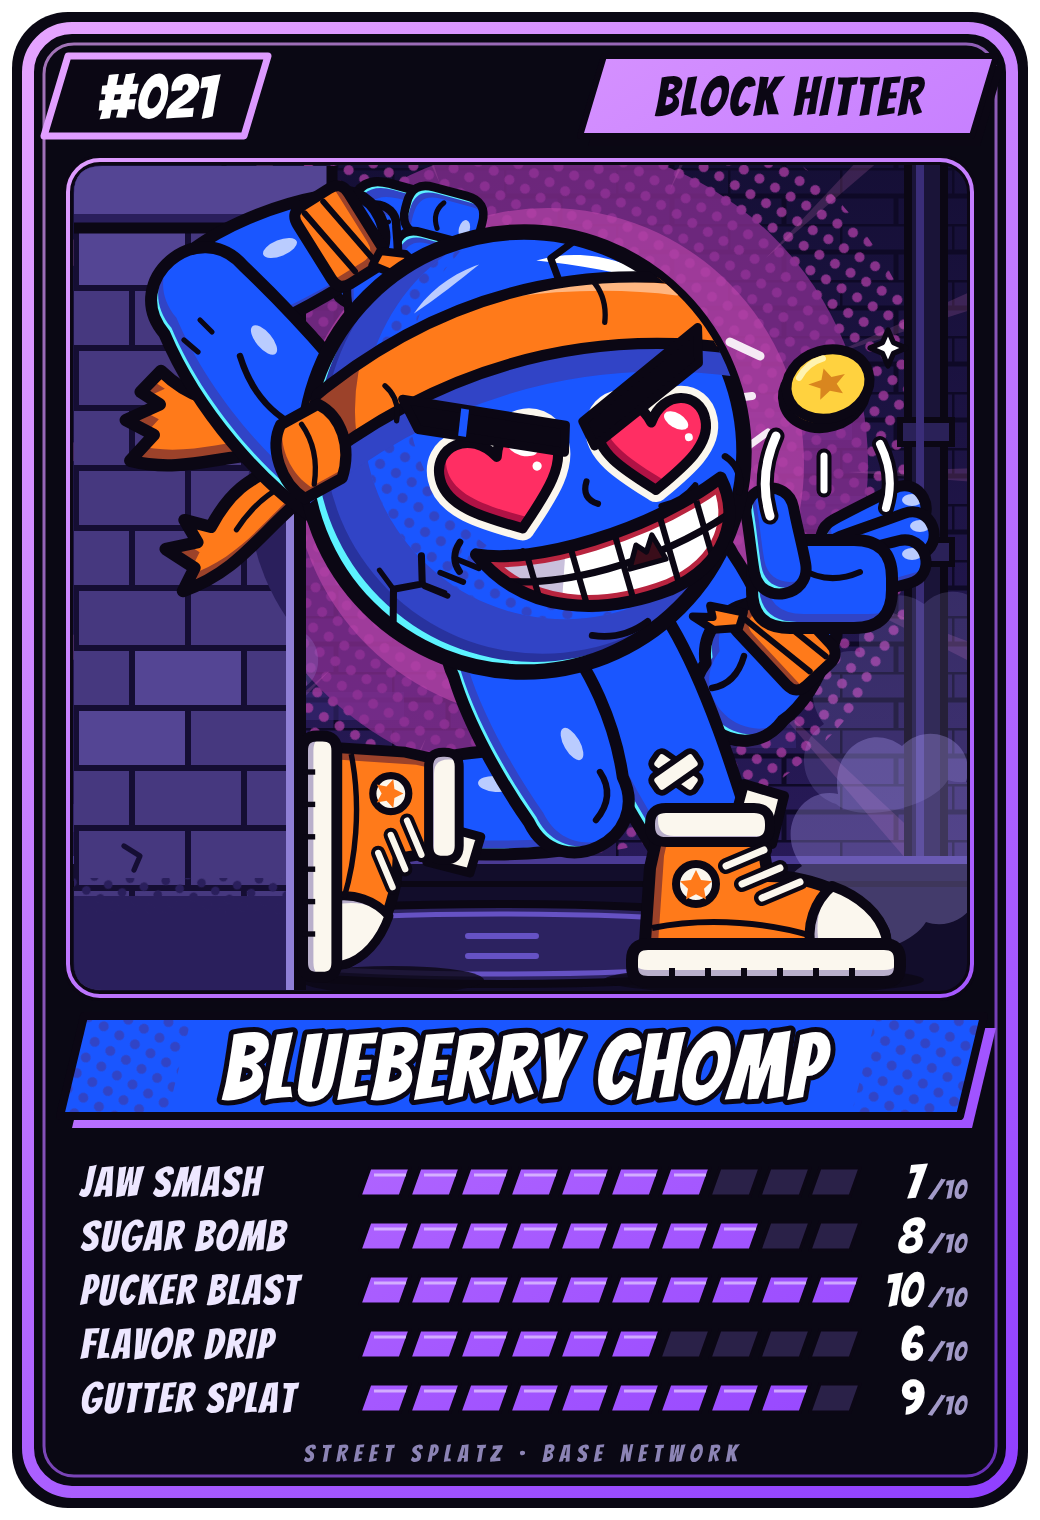 #021
BLOCK HITTER
BLUEBERRY CHOMP
JAW SMASH 7/10
SUGAR BOMB 8/10
PUCKER BLAST 10/10
FLAVOR DRIP 6/10
GUTTER SPLAT 9/10
STREET SPLATZ · BASE NETWORK